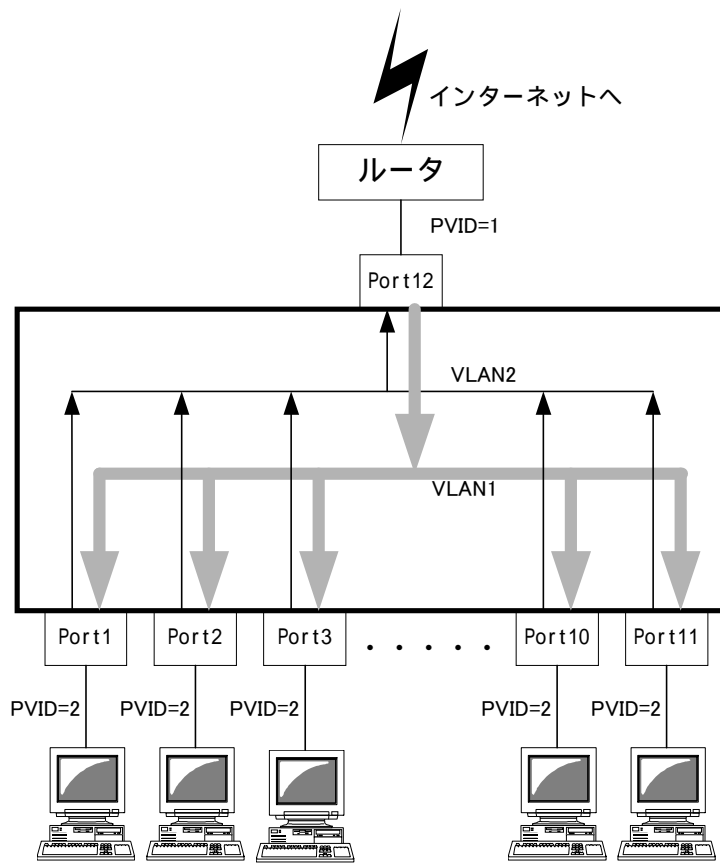 インターネットへ
ルータ
PVID=1
Port12
VLAN2
VLAN1
Port1 Port2 Port3 ・・・・・ Port10 Port11
PVID=2 PVID=2 PVID=2 PVID=2 PVID=2